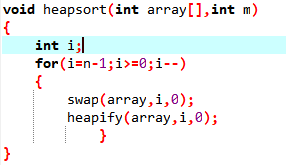 void heapsort(int array[],int m)
{
int i;
for(i=n-1;i>=0;i--)
{
swap(array,i,0);
heapify(array,i,0);
}
}